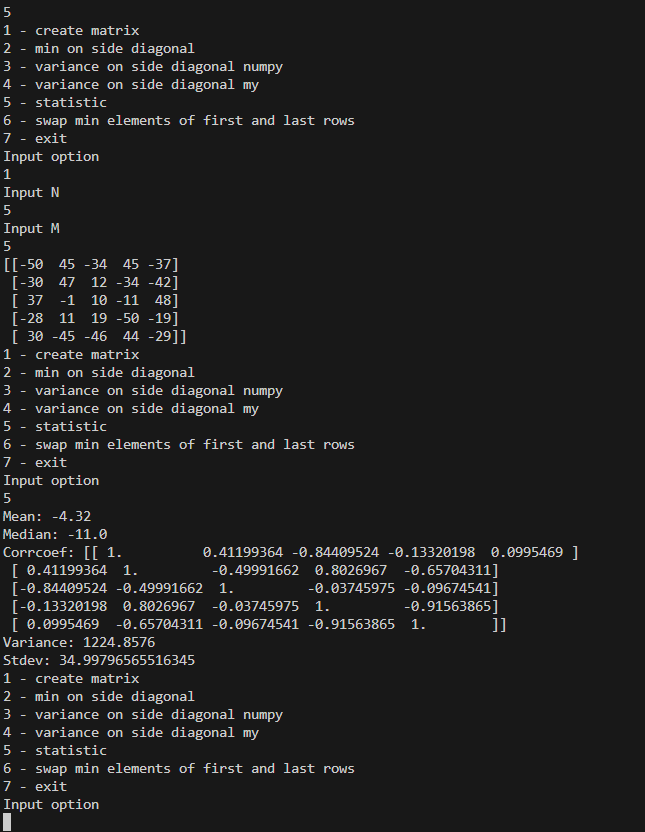 5
1 - create matrix
2 - min on side diagonal
3 - variance on side diagonal numpy
4 - variance on side diagonal my
5 - statistic
6 - swap min elements of first and last rows
7 - exit
Input option
1
Input N
5
Input M
5
[[-50  45 -34  45 -37]
 [-30  47  12 -34 -42]
 [ 37  -1  10 -11  48]
 [-28  11  19 -50 -19]
 [ 30 -45 -46  44 -29]]
1 - create matrix
2 - min on side diagonal
3 - variance on side diagonal numpy
4 - variance on side diagonal my
5 - statistic
6 - swap min elements of first and last rows
7 - exit
Input option
5
Mean: -4.32
Median: -11.0
Corrcoef: [[ 1.          0.41199364 -0.84409524 -0.13320198  0.0995469 ]
 [ 0.41199364  1.         -0.49991662  0.8026967  -0.65704311]
 [-0.84409524 -0.49991662  1.         -0.03745975 -0.09674541]
 [-0.13320198  0.8026967  -0.03745975  1.         -0.91563865]
 [ 0.0995469  -0.65704311 -0.09674541 -0.91563865  1.        ]]
Variance: 1224.8576
Stdev: 34.99796565516345
1 - create matrix
2 - min on side diagonal
3 - variance on side diagonal numpy
4 - variance on side diagonal my
5 - statistic
6 - swap min elements of first and last rows
7 - exit
Input option